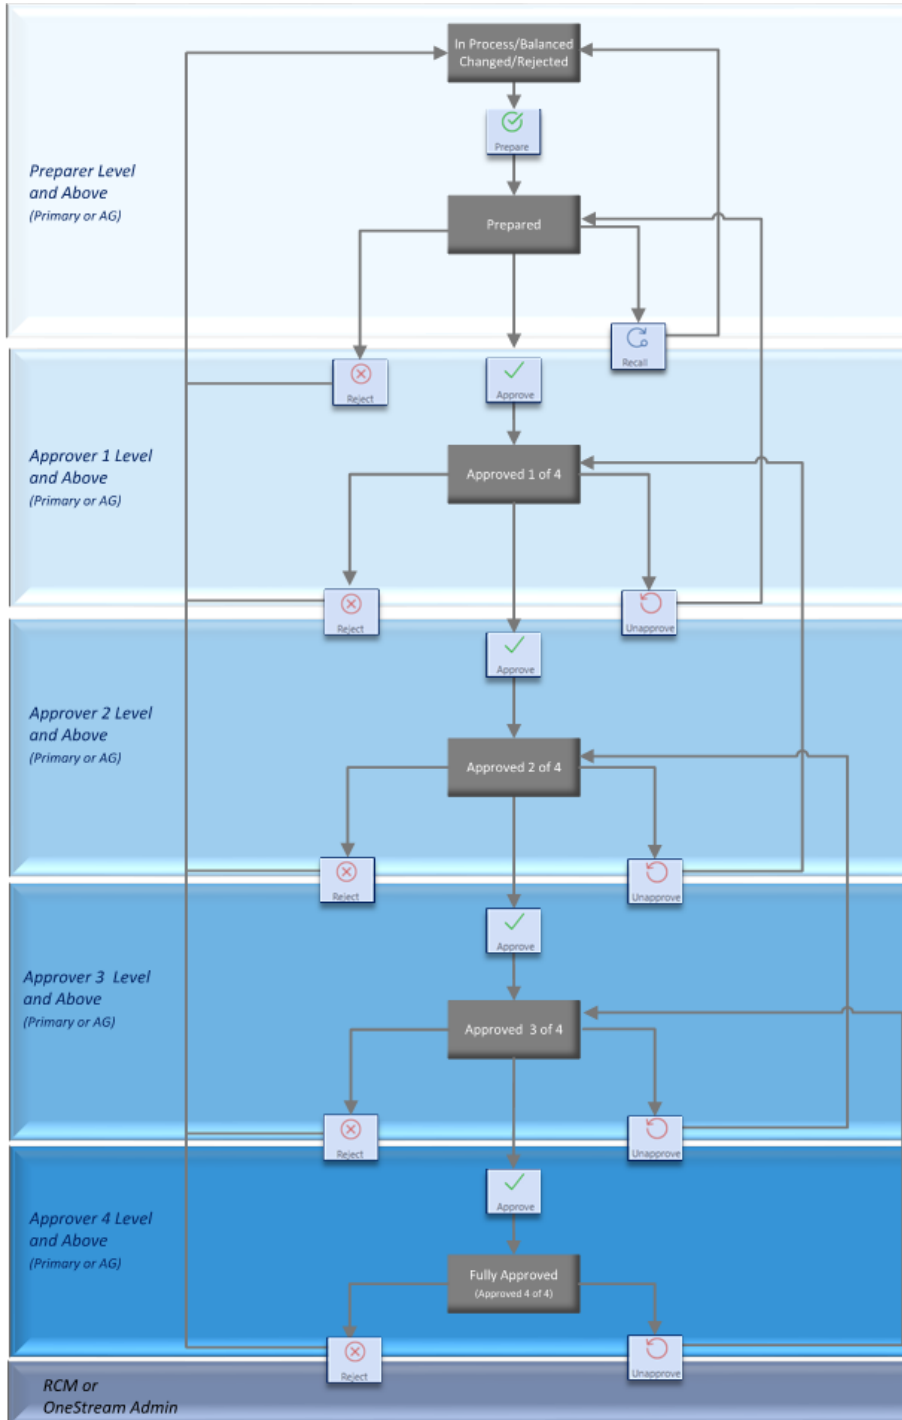 In Process/Balanced
Changed/Rejected
Prepare
Preparer Level
and Above
(Primary or AG)
Prepared
Recall
Reject
Approve
Approver 1 Level
and Above
(Primary or AG)
Approved 1 of 4
Reject
Unapprove
Approve
Approver 2 Level
and Above
(Primary or AG)
Approved 2 of 4
Reject
Unapprove
Approve
Approver 3  Level
and Above
(Primary or AG)
Approved  3 of 4
Reject
Unapprove
Approve
Approver 4 Level
and Above
(Primary or AG)
Fully Approved
(Approved 4 of 4)
Reject
Unapprove
RCM or
OneStream Admin